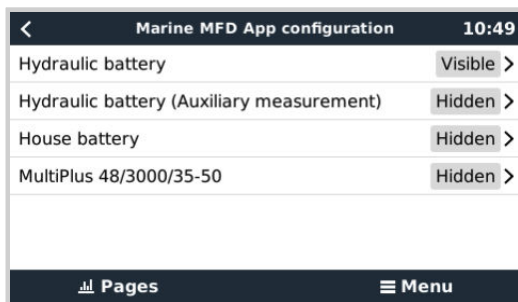 Marine MFD App configuration 10:49
Hydraulic battery Visible
Hydraulic battery (Auxiliary measurement) Hidden
House battery Hidden
MultiPlus 48/3000/35-50 Hidden
Pages Menu